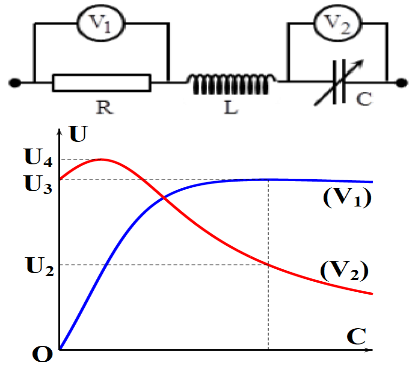 V₁ V₂
R L C
U
U₄
U₃
(V₁)
U₂ (V₂)
O C